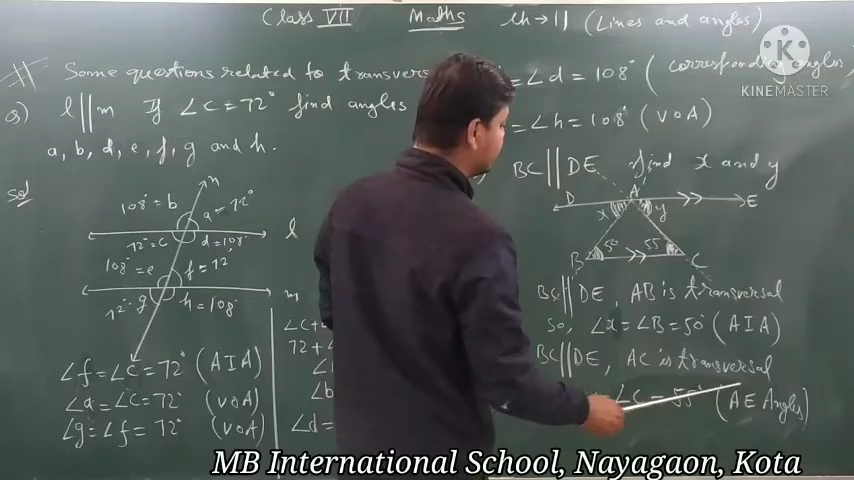 Class VII Maths Ch → 11 (Lines and angles)
Some questions related to
Q) l || m If ∠C = 72° find angles
a, b, d, e, f, g and h.
Sol
n
108° = b a = 72°
72° = c d = 108° l
108° = e f = 72°
72° = g h = 108° m
∠f = ∠C = 72° (AIA)
∠a = ∠C = 72° (VOA)
∠g = ∠f = 72° (VOA)
72 +
∠d =
= ∠d = 108° (corresponding angles)
= ∠h = 108° (VOA)
BC || DE find x and y
D A E
x y
B 50 55 C
BC || DE, AB is transversal
So, ∠x = ∠B = 50° (AIA)
BC || DE, AC is transversal
∠C = 55° (AE Angles)
KINEMASTER
MB International School, Nayagaon, Kota